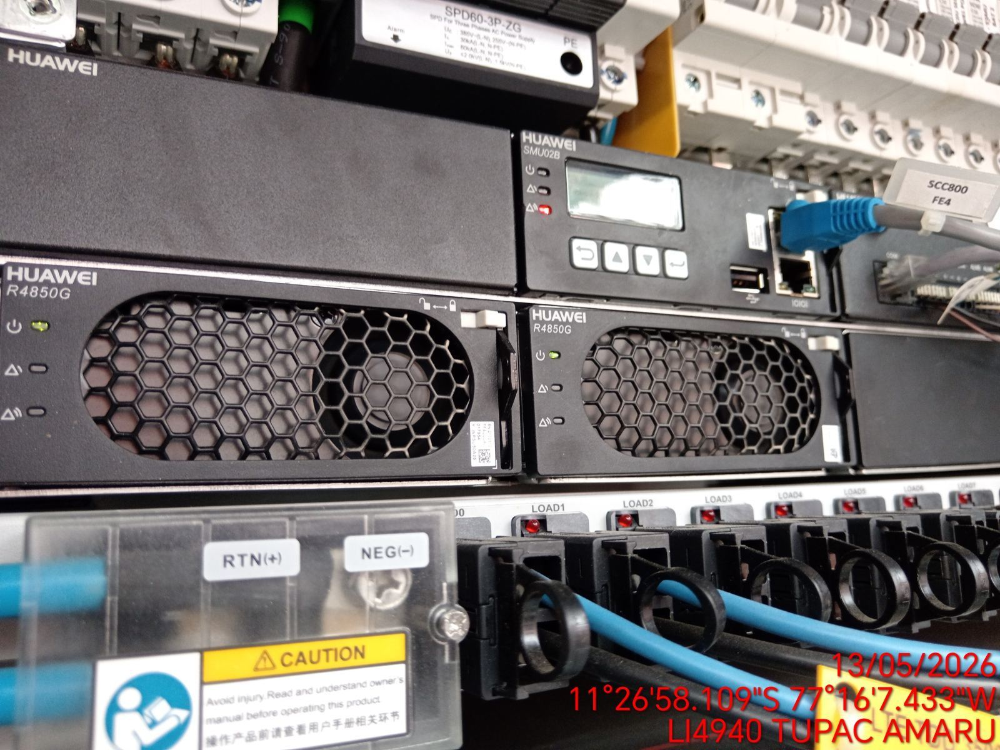 SPD60-3P-ZG
SPD For Three Phases AC Power Supply
Alarm
PE
HUAWEI
HUAWEI
SMU02B
SCC800
FE4
HUAWEI
R4850G
HUAWEI
R4850G
LOAD1
LOAD2
LOAD3
LOAD4
LOAD5
LOAD6
LOAD7
RTN(+)
NEG(−)
CAUTION
Avoid injury.Read and understand owner's
manual before operating this product.
操作产品前请查看用户手册相关环节
13/05/2026
11°26'58.109"S 77°16'7.433"W
LI4940 TUPAC AMARU